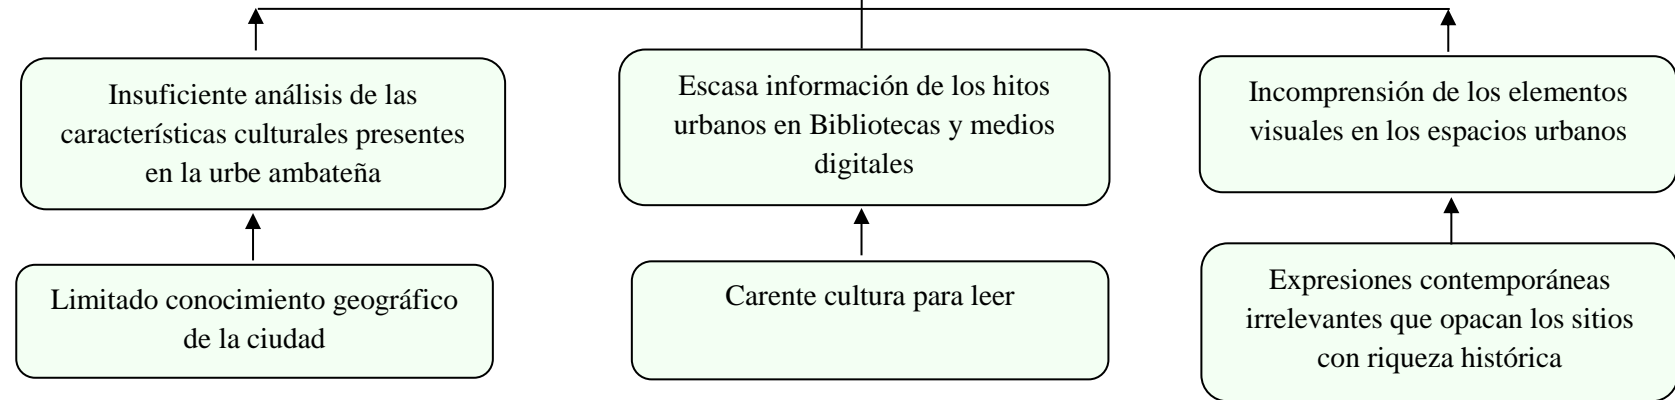 Insuficiente análisis de las
características culturales presentes
en la urbe ambateña
Escasa información de los hitos
urbanos en Bibliotecas y medios
digitales
Incomprensión de los elementos
visuales en los espacios urbanos
Limitado conocimiento geográfico
de la ciudad
Carente cultura para leer
Expresiones contemporáneas
irrelevantes que opacan los sitios
con riqueza histórica